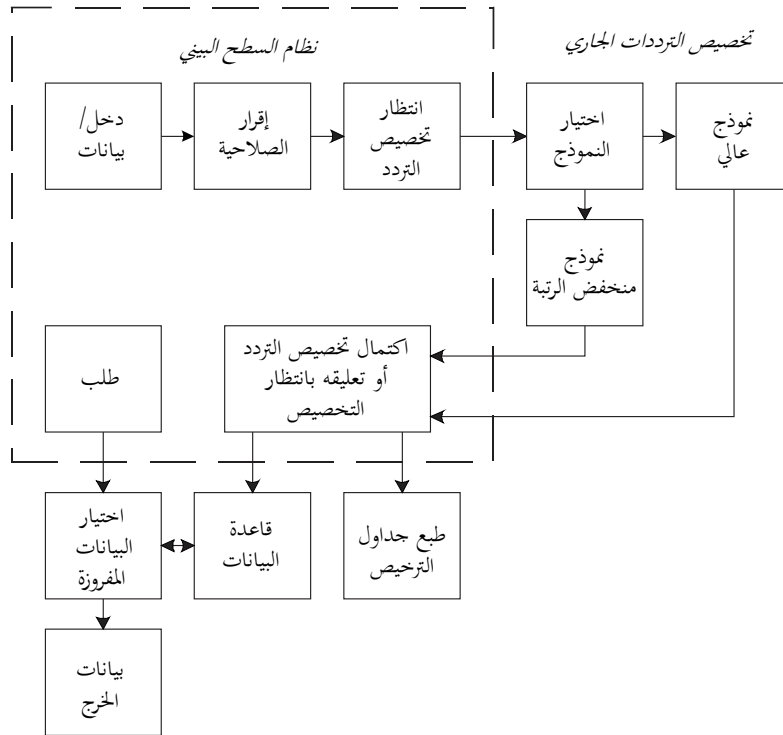 نظام السطح البيني
تخصيص الترددات الجاري
دخل/
بيانات
إقرار
الصلاحية
انتظار
تخصيص
التردد
اختيار
النموذج
نموذج
عالي
نموذج
منخفض الرتبة
طلب
اكتمال تخصيص التردد
أو تعليقه بانتظار
التخصيص
اختيار
البيانات
المفروزة
قاعدة
البيانات
طبع جداول
الترخيص
بيانات
الخرج